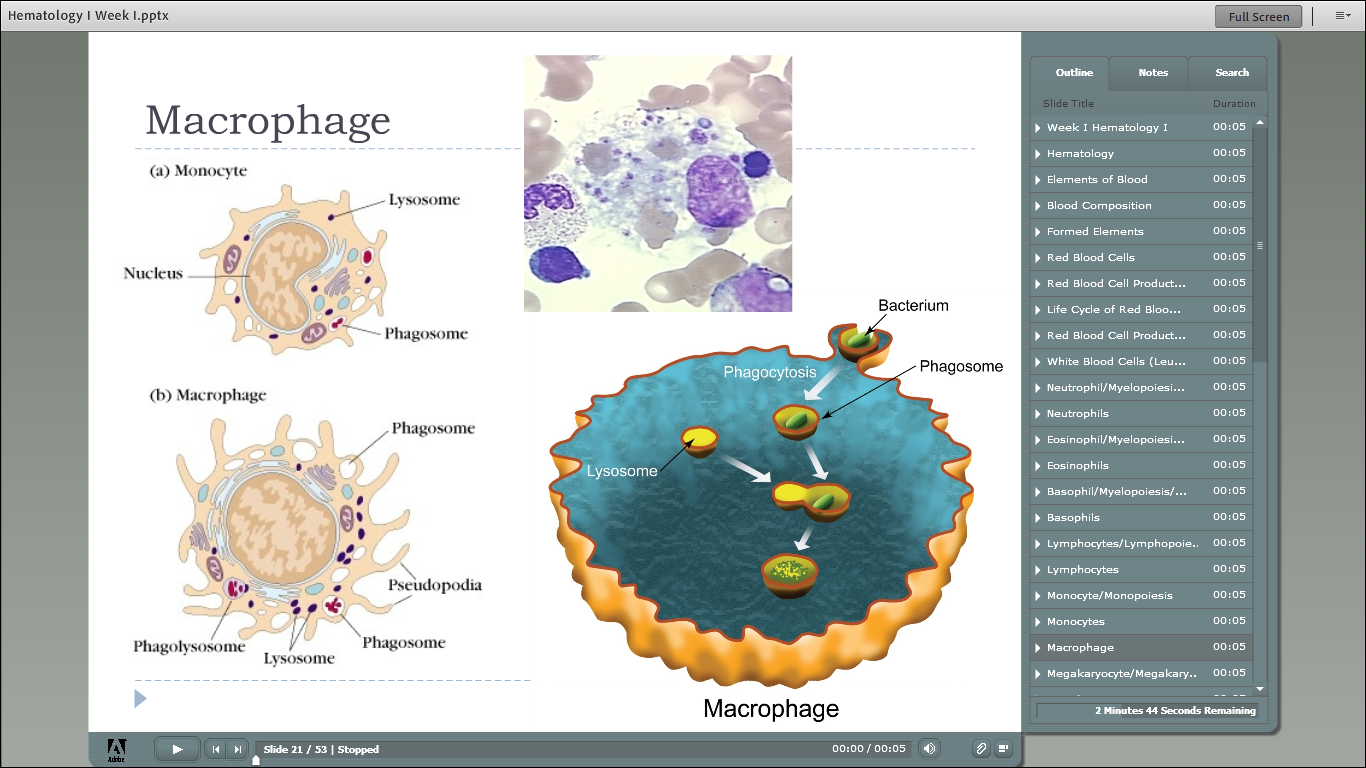 Hematology I Week I.pptx
Full Screen
Macrophage
(a) Monocyte
Lysosome
Nucleus
Phagosome
(b) Macrophage
Phagosome
Pseudopodia
Phagolysosome
Lysosome
Phagosome
Bacterium
Phagocytosis
Phagosome
Lysosome
Macrophage
Outline Notes Search
Slide Title Duration
Week I Hematology I 00:05
Hematology 00:05
Elements of Blood 00:05
Blood Composition 00:05
Formed Elements 00:05
Red Blood Cells 00:05
Red Blood Cell Product... 00:05
Life Cycle of Red Bloo... 00:05
Red Blood Cell Product... 00:05
White Blood Cells (Leu... 00:05
Neutrophil/Myelopoiesi... 00:05
Neutrophils 00:05
Eosinophil/Myelopoiesi... 00:05
Eosinophils 00:05
Basophil/Myelopoiesis/... 00:05
Basophils 00:05
Lymphocytes/Lymphopoie.. 00:05
Lymphocytes 00:05
Monocyte/Monopoiesis 00:05
Monocytes 00:05
Macrophage 00:05
Megakaryocyte/Megakary.. 00:05
2 Minutes 44 Seconds Remaining
Adobe
Slide 21 / 53 | Stopped
00:00 / 00:05